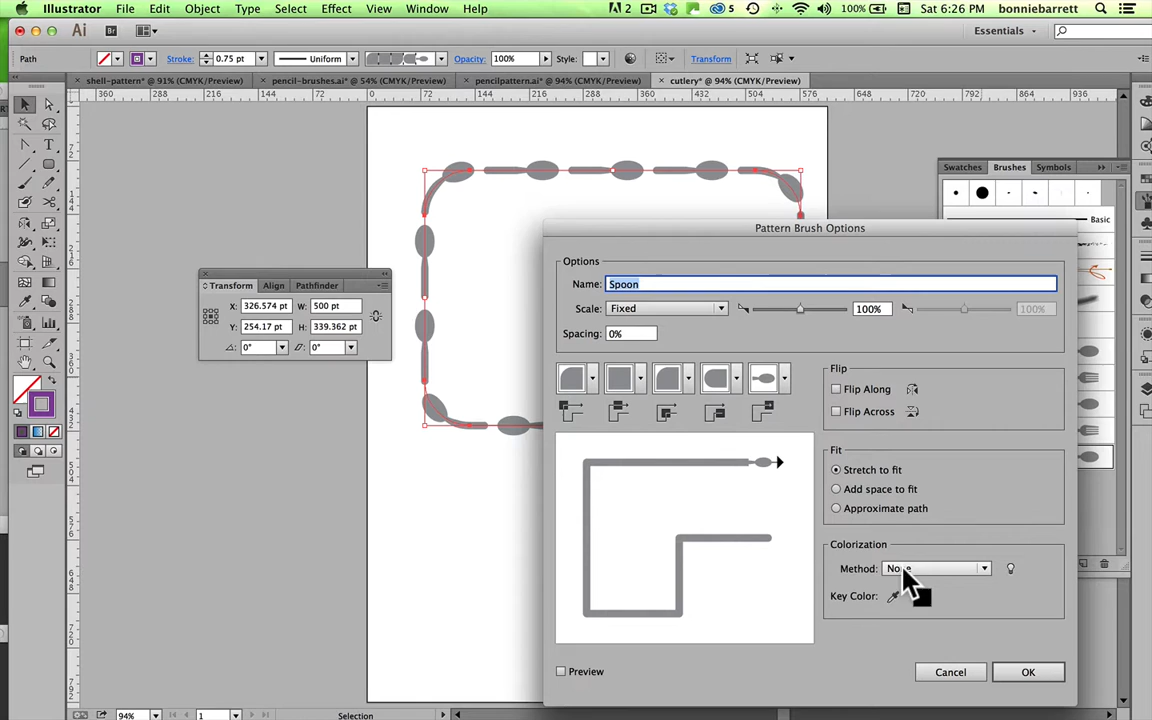 Illustrator File Edit Object Type Select Effect View Window Help 2 5 100% Sat 6:26 PM bonniebarrett
Ai Br Essentials
Path Stroke: 0.75 pt Uniform Opacity: 100% Style: Transform
shell-pattern* @ 91% (CMYK/Preview) pencil-brushes.ai* @ 54% (CMYK/Preview) pencilpattern.ai* @ 94% (CMYK/Preview) cutlery* @ 94% (CMYK/Preview)
360 288 216 144 72 0 72 144 216 288 360 432 504 576 648 720 792 864 936
Swatches Brushes Symbols
Basic
Pattern Brush Options
Options
Name: Spoon
Scale: Fixed 100% 100%
Spacing: 0%
Transform Align Pathfinder
X: 326.574 pt W: 500 pt
Y: 254.17 pt H: 339.362 pt
0° 0°
Flip
Flip Along
Flip Across
Fit
Stretch to fit
Add space to fit
Approximate path
Colorization
Method: None
Key Color:
Preview Cancel OK
94% 1 Selection